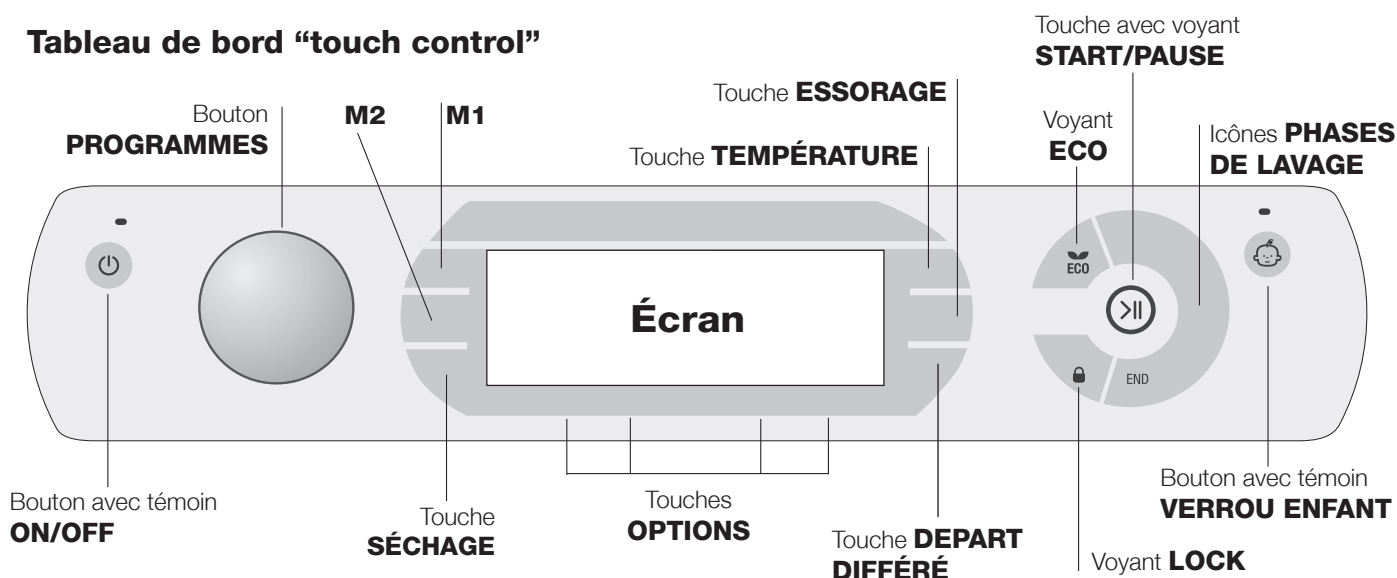 Tableau de bord “touch control”
Touche avec voyant
START/PAUSE
Touche ESSORAGE
Bouton
PROGRAMMES
M2
M1
Voyant
ECO
Icônes PHASES
DE LAVAGE
Touche TEMPÉRATURE
ECO
Écran
END
Bouton avec témoin
ON/OFF
Touche
SÉCHAGE
Touches
OPTIONS
Touche DEPART
DIFFÉRÉ
Bouton avec témoin
VERROU ENFANT
Voyant LOCK